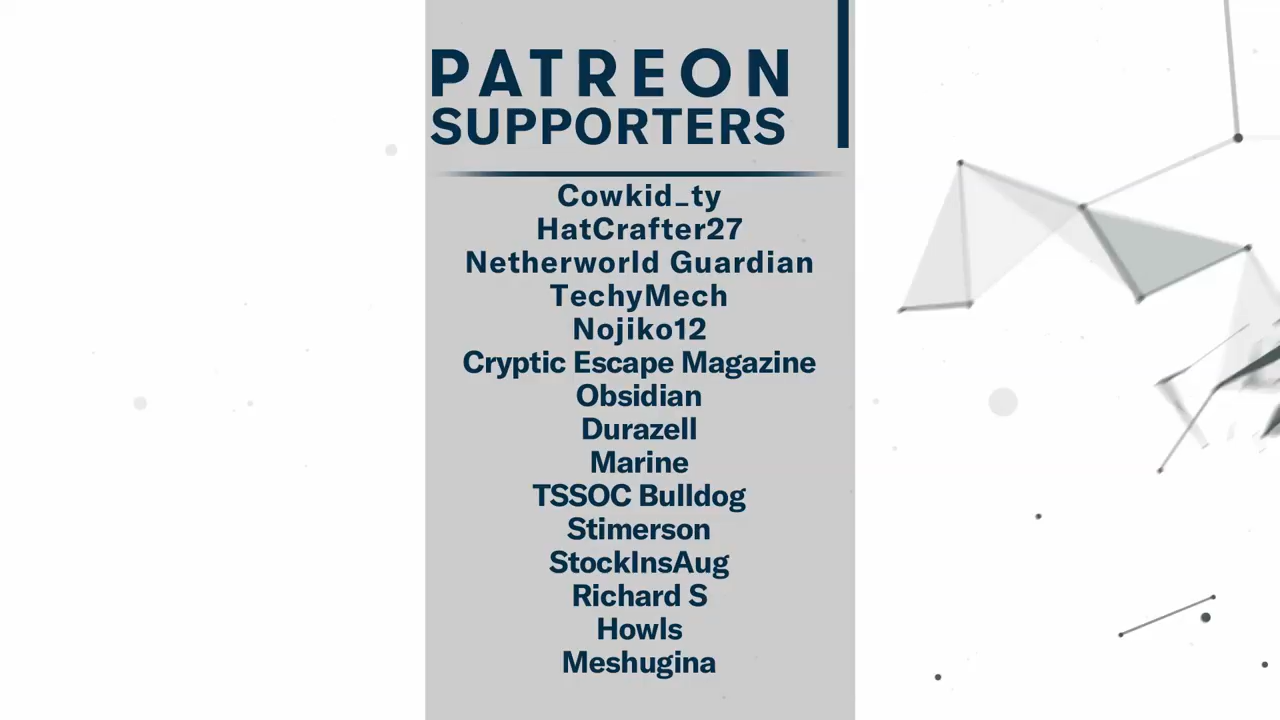 PATREON
SUPPORTERS
Cowkid_ty
HatCrafter27
Netherworld Guardian
TechyMech
Nojiko12
Cryptic Escape Magazine
Obsidian
Durazell
Marine
TSSOC Bulldog
Stimerson
StockInsAug
Richard S
Howls
Meshugina